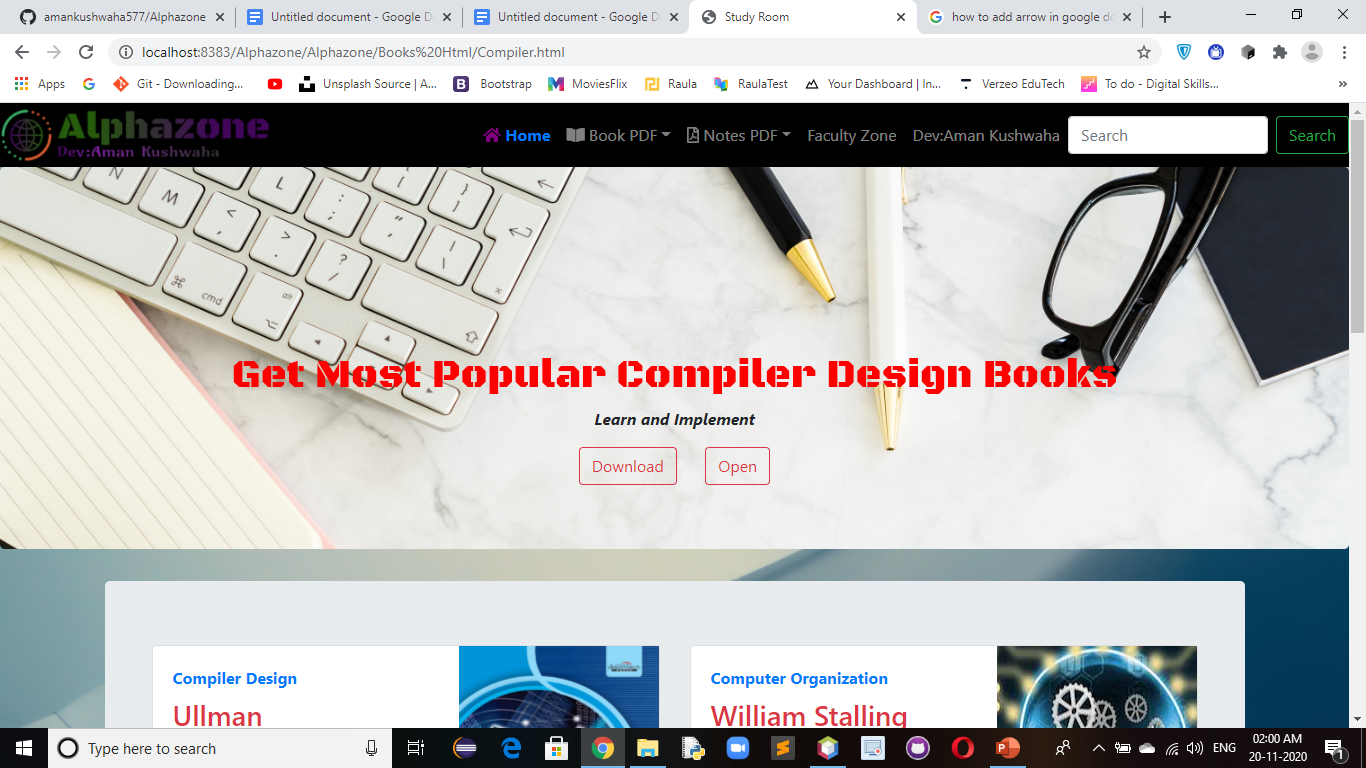 amankushwaha577/Alphazone
Untitled document - Google D
Untitled document - Google D
Study Room
how to add arrow in google do
localhost:8383/Alphazone/Alphazone/Books%20Html/Compiler.html
Apps
Git - Downloading...
Unsplash Source | A...
Bootstrap
MoviesFlix
Raula
RaulaTest
Your Dashboard | In...
Verzeo EduTech
To do - Digital Skills...
»
Alphazone
Dev:Aman Kushwaha
Home
Book PDF
Notes PDF
Faculty Zone
Dev:Aman Kushwaha
Search
Search
N
M
L
cmd
alt
Get Most Popular Compiler Design Books
Learn and Implement
Download
Open
Compiler Design
Ullman
Computer Organization
William Stalling
Type here to search
ENG
02:00 AM
20-11-2020
1